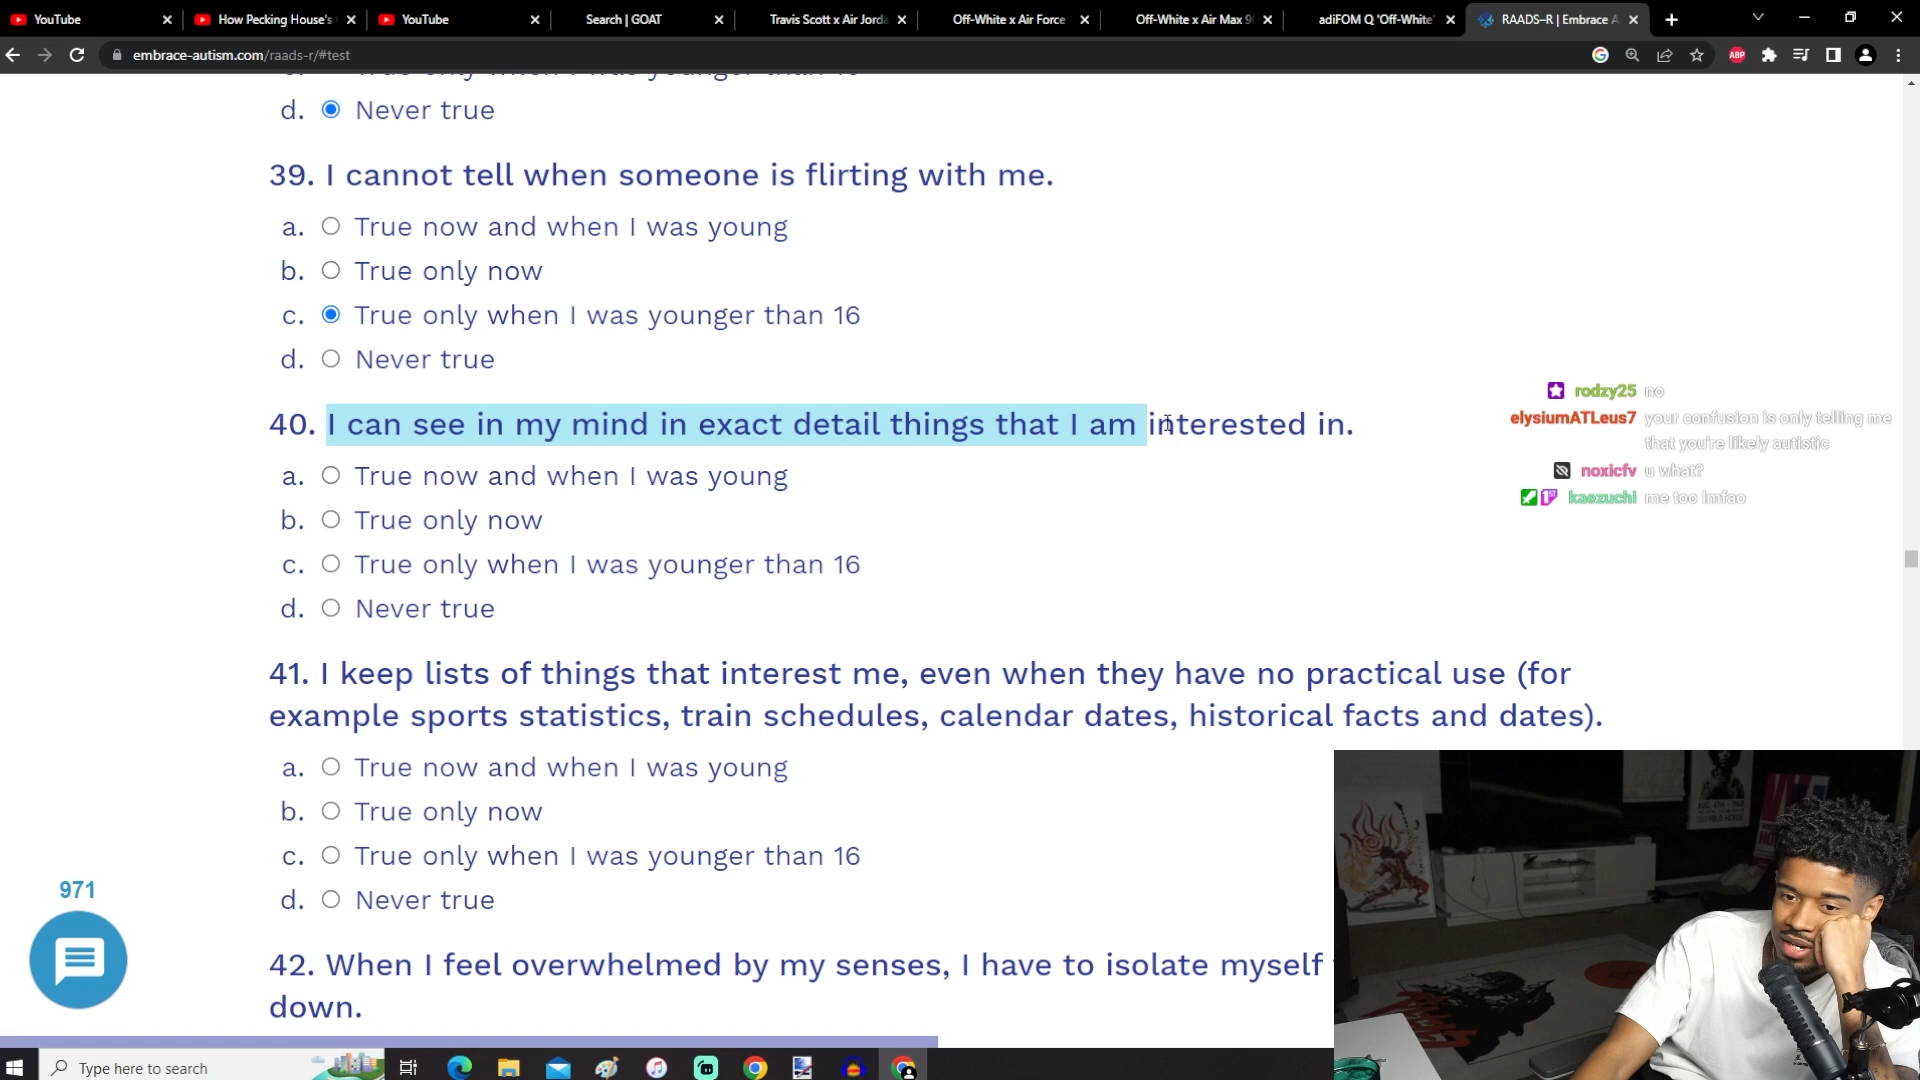 YouTube
How Pecking House's
YouTube
Search | GOAT
Travis Scott x Air Jorda
Off-White x Air Force
Off-White x Air Max 9
adiFOM Q 'Off-White'
RAADS–R | Embrace A
embrace-autism.com/raads-r/#test
ABP
d. Never true
39. I cannot tell when someone is flirting with me.
a. True now and when I was young
b. True only now
c. True only when I was younger than 16
d. Never true
40. I can see in my mind in exact detail things that I am interested in.
a. True now and when I was young
b. True only now
c. True only when I was younger than 16
d. Never true
rodzy25 no
elysiumATLeus7 your confusion is only telling me
that you're likely autistic
noxicfv u what?
kaezuchi me too lmfao
41. I keep lists of things that interest me, even when they have no practical use (for
example sports statistics, train schedules, calendar dates, historical facts and dates).
a. True now and when I was young
b. True only now
c. True only when I was younger than 16
d. Never true
971
42. When I feel overwhelmed by my senses, I have to isolate myself
down.
Type here to search